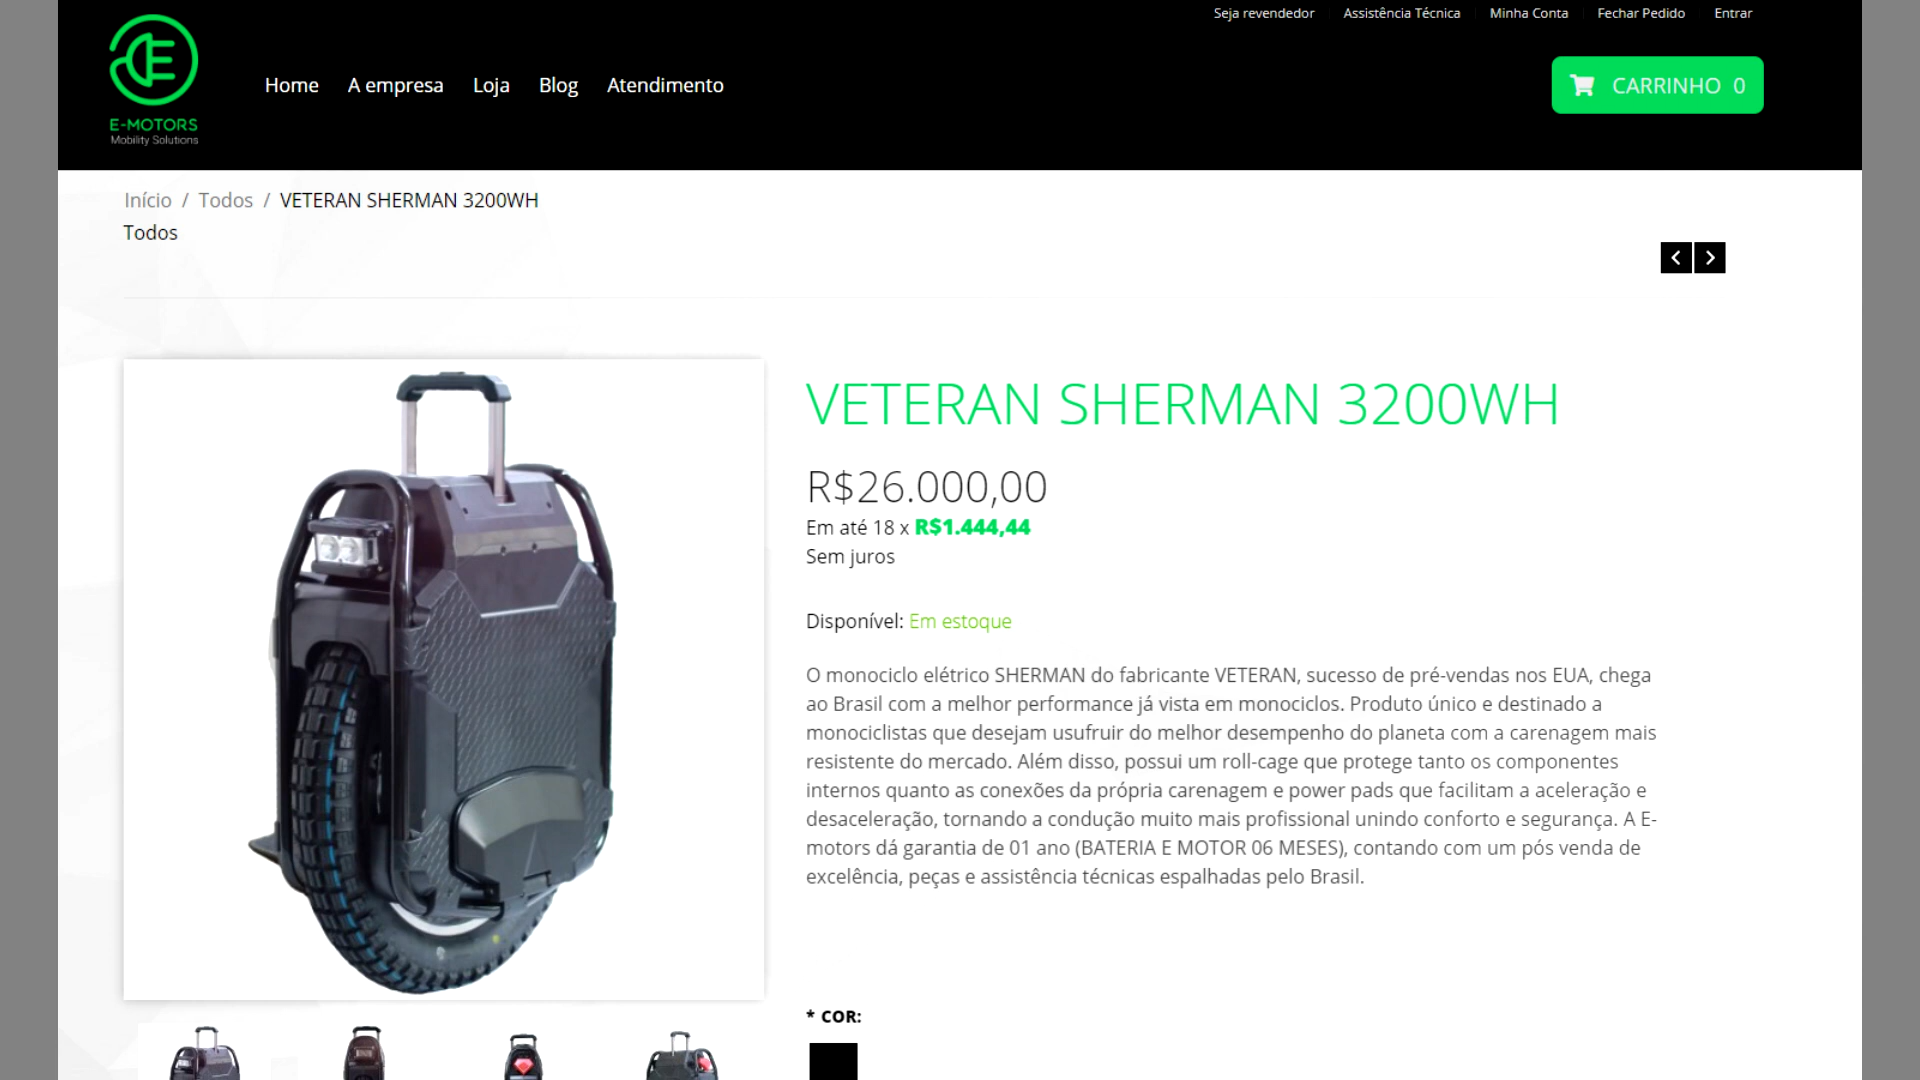 Seja revendedor
Assistência Técnica
Minha Conta
Fechar Pedido
Entrar
E-MOTORS
Mobility Solutions
Home
A empresa
Loja
Blog
Atendimento
CARRINHO 0
Início / Todos / VETERAN SHERMAN 3200WH
Todos
VETERAN SHERMAN 3200WH
R$26.000,00
Em até 18 x R$1.444,44
Sem juros
Disponível: Em estoque
O monociclo elétrico SHERMAN do fabricante VETERAN, sucesso de pré-vendas nos EUA, chega
ao Brasil com a melhor performance já vista em monociclos. Produto único e destinado a
monociclistas que desejam usufruir do melhor desempenho do planeta com a carenagem mais
resistente do mercado. Além disso, possui um roll-cage que protege tanto os componentes
internos quanto as conexões da própria carenagem e power pads que facilitam a aceleração e
desaceleração, tornando a condução muito mais profissional unindo conforto e segurança. A E-
motors dá garantia de 01 ano (BATERIA E MOTOR 06 MESES), contando com um pós venda de
excelência, peças e assistência técnicas espalhadas pelo Brasil.
* COR: